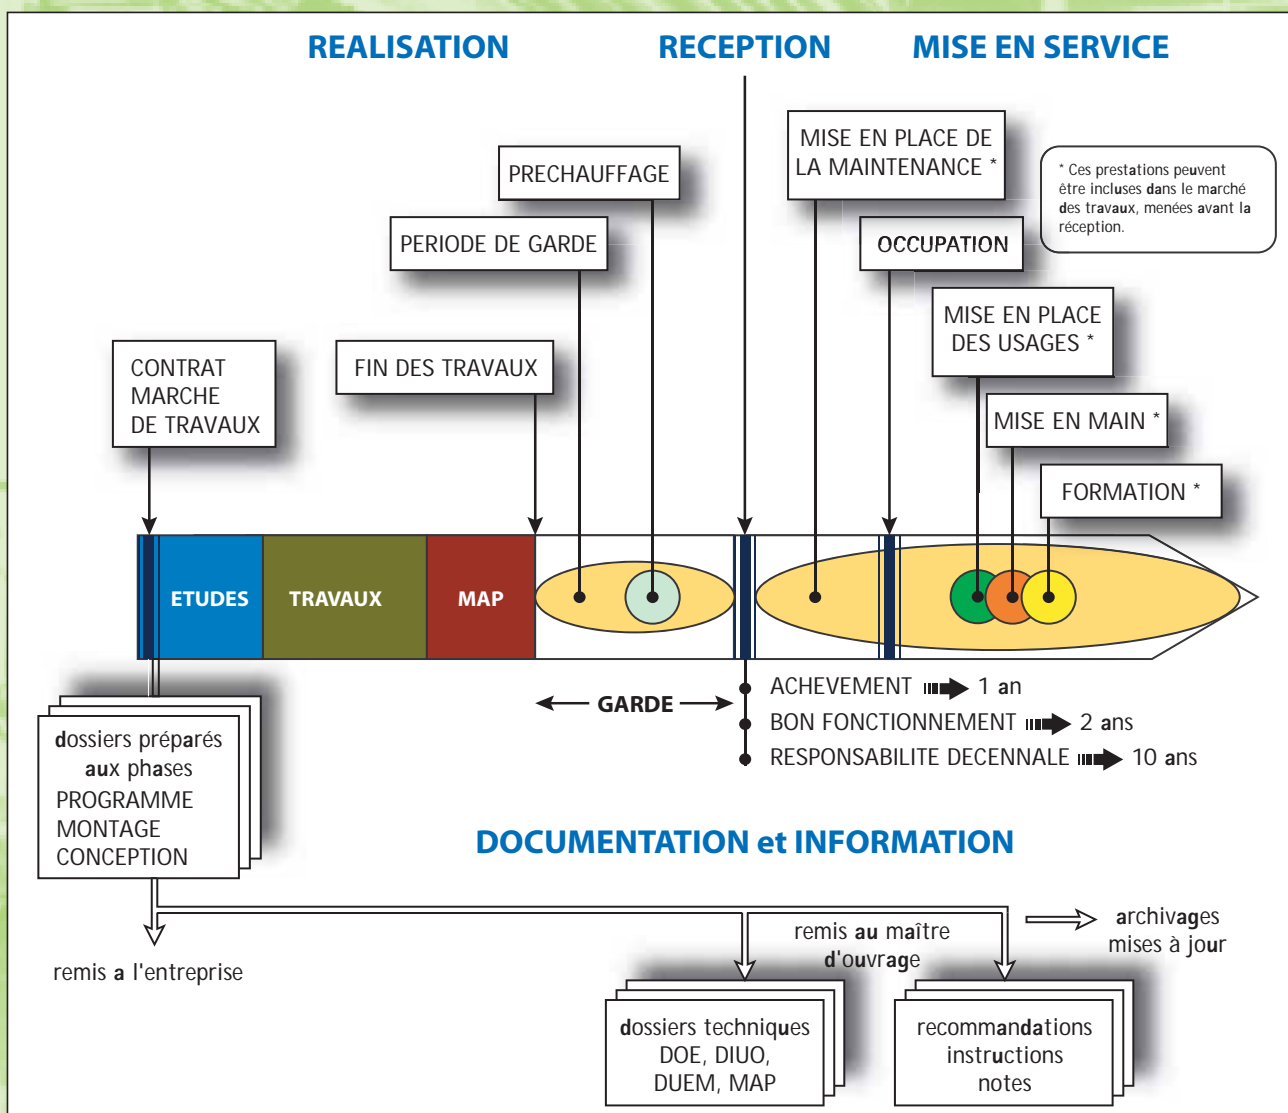 REALISATION
RECEPTION
MISE EN SERVICE
MISE EN PLACE DE
LA MAINTENANCE *
* Ces prestations peuvent
être incluses dans le marché
des travaux, menées avant la
réception.
PRECHAUFFAGE
PERIODE DE GARDE
OCCUPATION
MISE EN PLACE
DES USAGES *
CONTRAT
MARCHE
DE TRAVAUX
FIN DES TRAVAUX
MISE EN MAIN *
FORMATION *
ETUDES
TRAVAUX
MAP
GARDE
ACHEVEMENT 1 an
BON FONCTIONNEMENT 2 ans
RESPONSABILITE DECENNALE 10 ans
dossiers préparés
aux phases
PROGRAMME
MONTAGE
CONCEPTION
DOCUMENTATION et INFORMATION
remis a l'entreprise
remis au maître
d'ouvrage
archivages
mises à jour
dossiers techniques
DOE, DIUO,
DUEM, MAP
recommandations
instructions
notes